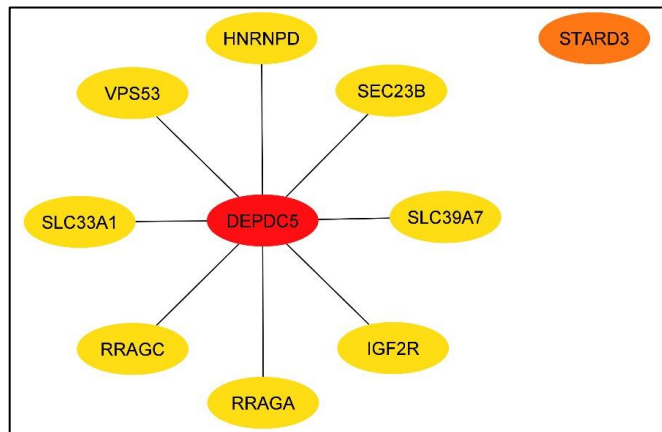 HNRNPD
STARD3
VPS53
SEC23B
SLC33A1
DEPDC5
SLC39A7
RRAGC
IGF2R
RRAGA